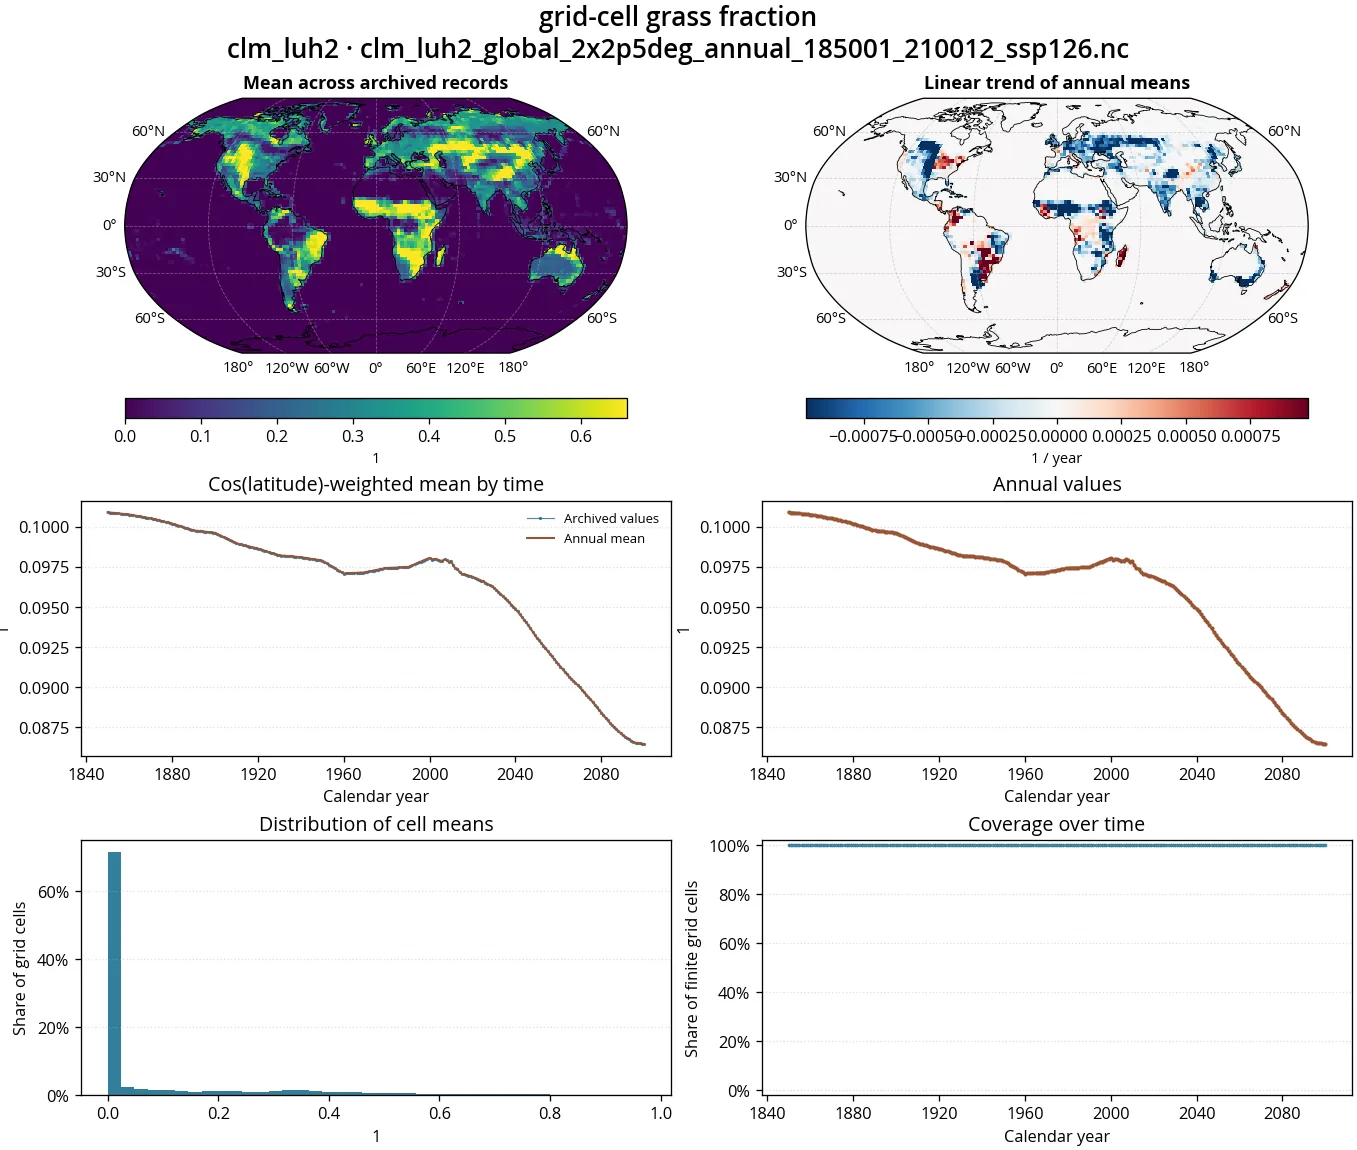 grid-cell grass fraction
clm_luh2 · clm_luh2_global_2x2p5deg_annual_185001_210012_ssp126.nc
Mean across archived records
Linear trend of annual means
60°N
60°N
60°N
60°N
30°N
30°N
0°
0°
30°S
30°S
60°S
60°S
60°S
60°S
180° 120°W 60°W 0° 60°E 120°E 180°
180° 120°W 60°W 0° 60°E 120°E 180°
0.0 0.1 0.2 0.3 0.4 0.5 0.6
1
−0.00075 −0.00050 −0.00025 0.00000 0.00025 0.00050 0.00075
1 / year
Cos(latitude)-weighted mean by time
Archived values
Annual mean
0.1000
0.0975
0.0950
0.0925
0.0900
0.0875
1
1840 1880 1920 1960 2000 2040 2080
Calendar year
Annual values
0.1000
0.0975
0.0950
0.0925
0.0900
0.0875
1
1840 1880 1920 1960 2000 2040 2080
Calendar year
Distribution of cell means
Share of grid cells
60%
40%
20%
0%
0.0 0.2 0.4 0.6 0.8 1.0
1
Coverage over time
Share of finite grid cells
100%
80%
60%
40%
20%
0%
1840 1880 1920 1960 2000 2040 2080
Calendar year